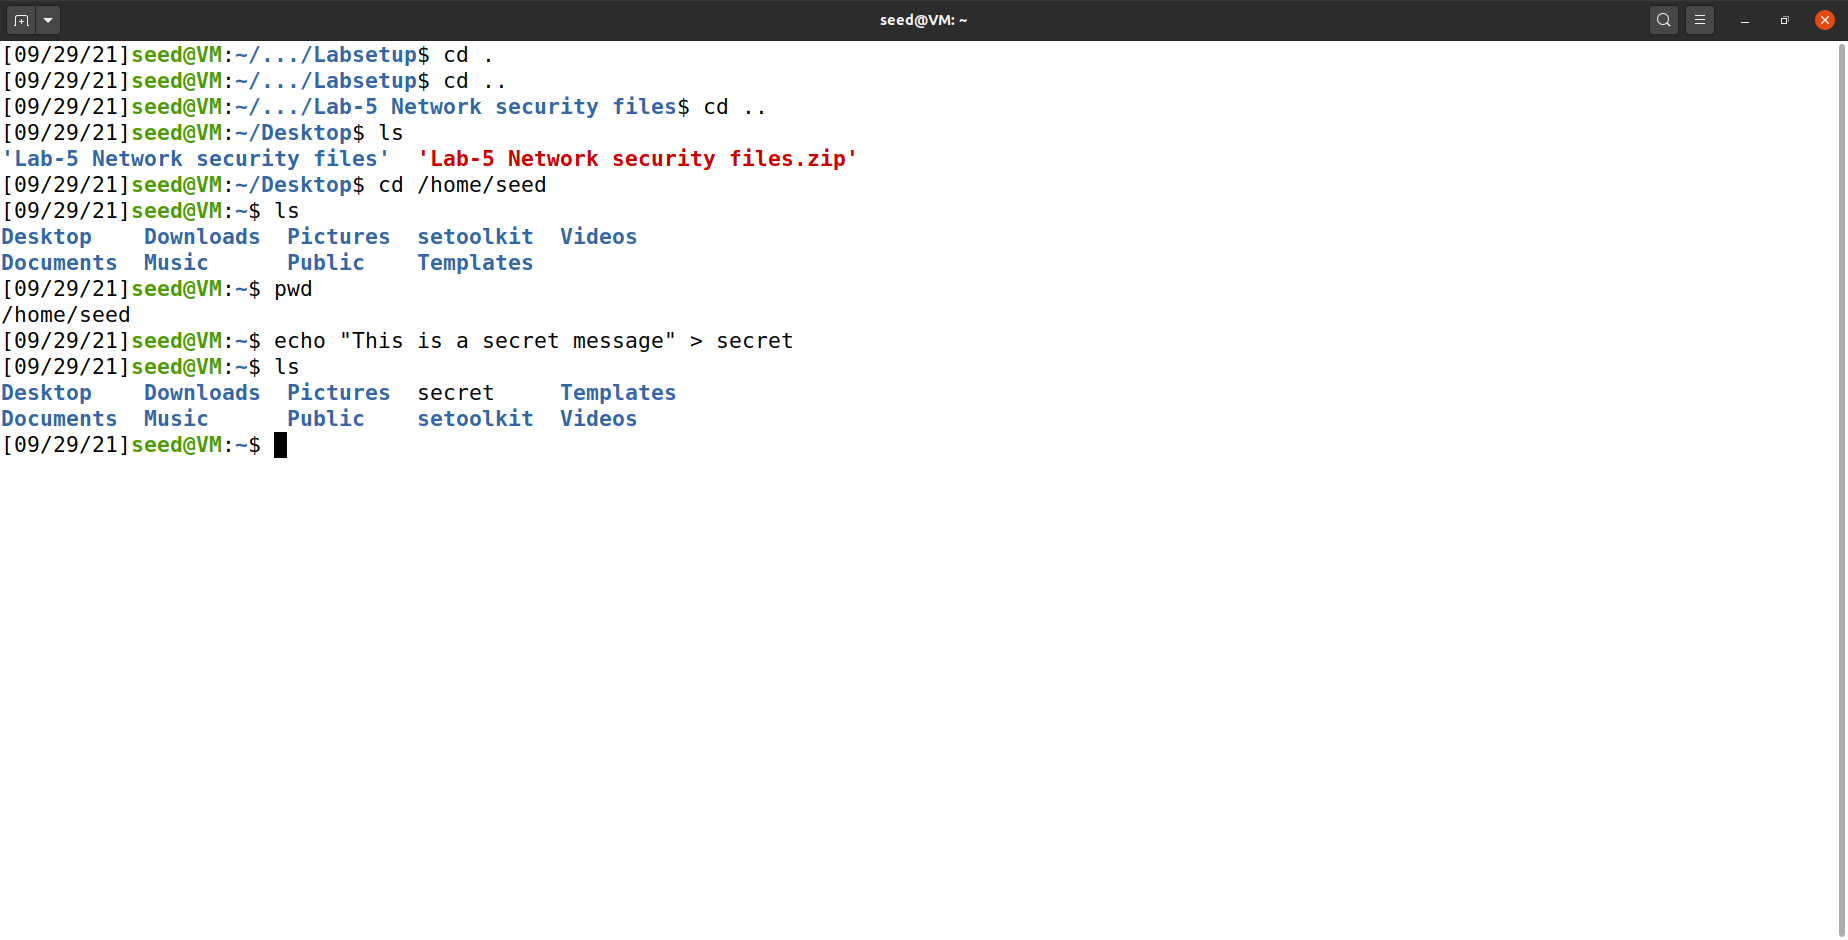 seed@VM: ~
[09/29/21]seed@VM:~/.../Labsetup$ cd .
[09/29/21]seed@VM:~/.../Labsetup$ cd ..
[09/29/21]seed@VM:~/.../Lab-5 Network security files$ cd ..
[09/29/21]seed@VM:~/Desktop$ ls
'Lab-5 Network security files'  'Lab-5 Network security files.zip'
[09/29/21]seed@VM:~/Desktop$ cd /home/seed
[09/29/21]seed@VM:~$ ls
Desktop    Downloads  Pictures  setoolkit  Videos
Documents  Music      Public    Templates
[09/29/21]seed@VM:~$ pwd
/home/seed
[09/29/21]seed@VM:~$ echo "This is a secret message" > secret
[09/29/21]seed@VM:~$ ls
Desktop    Downloads  Pictures  secret     Templates
Documents  Music      Public    setoolkit  Videos
[09/29/21]seed@VM:~$